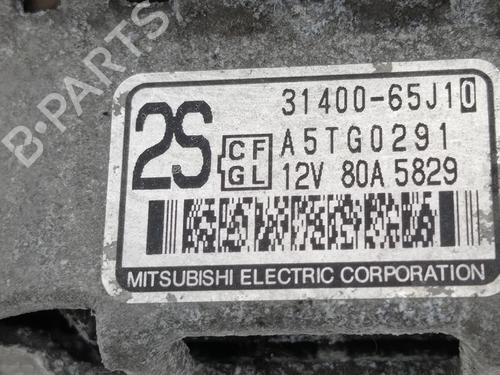 B-PARTS
31400-65J10
2S
CF
GL
A5TG0291
12V 80A 5829
MITSUBISHI ELECTRIC CORPORATION